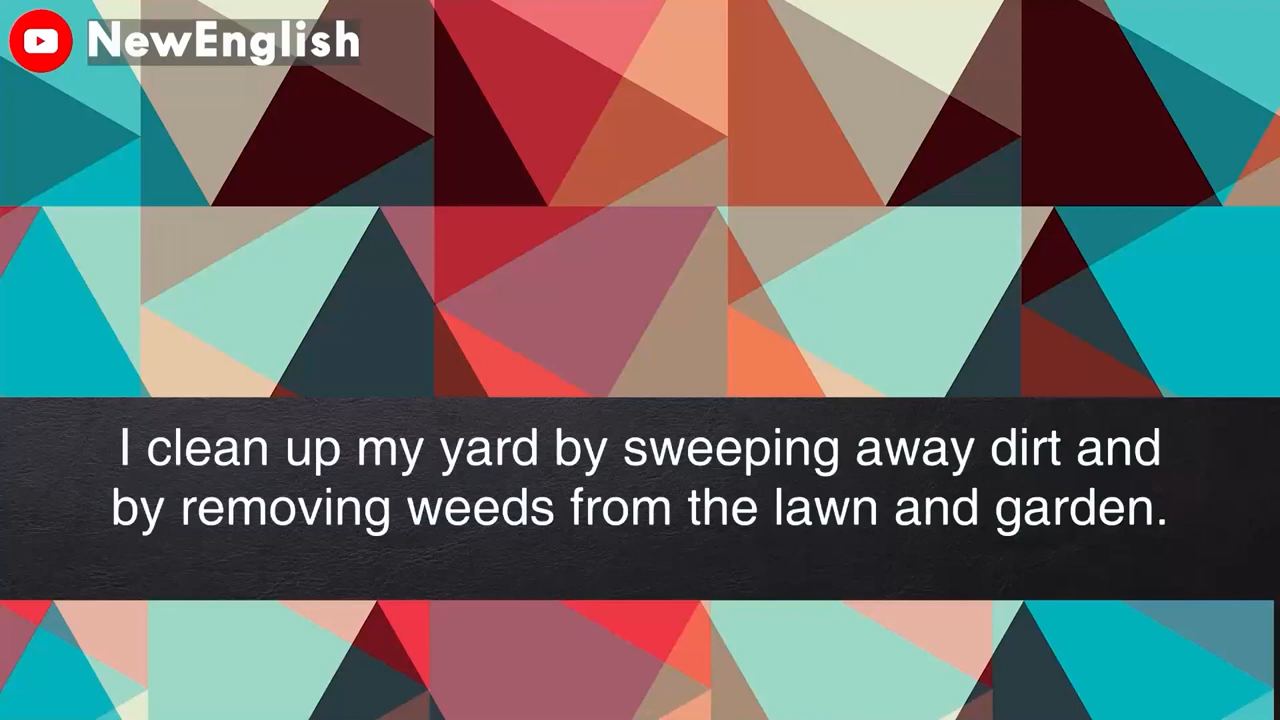 NewEnglish
I clean up my yard by sweeping away dirt and
by removing weeds from the lawn and garden.